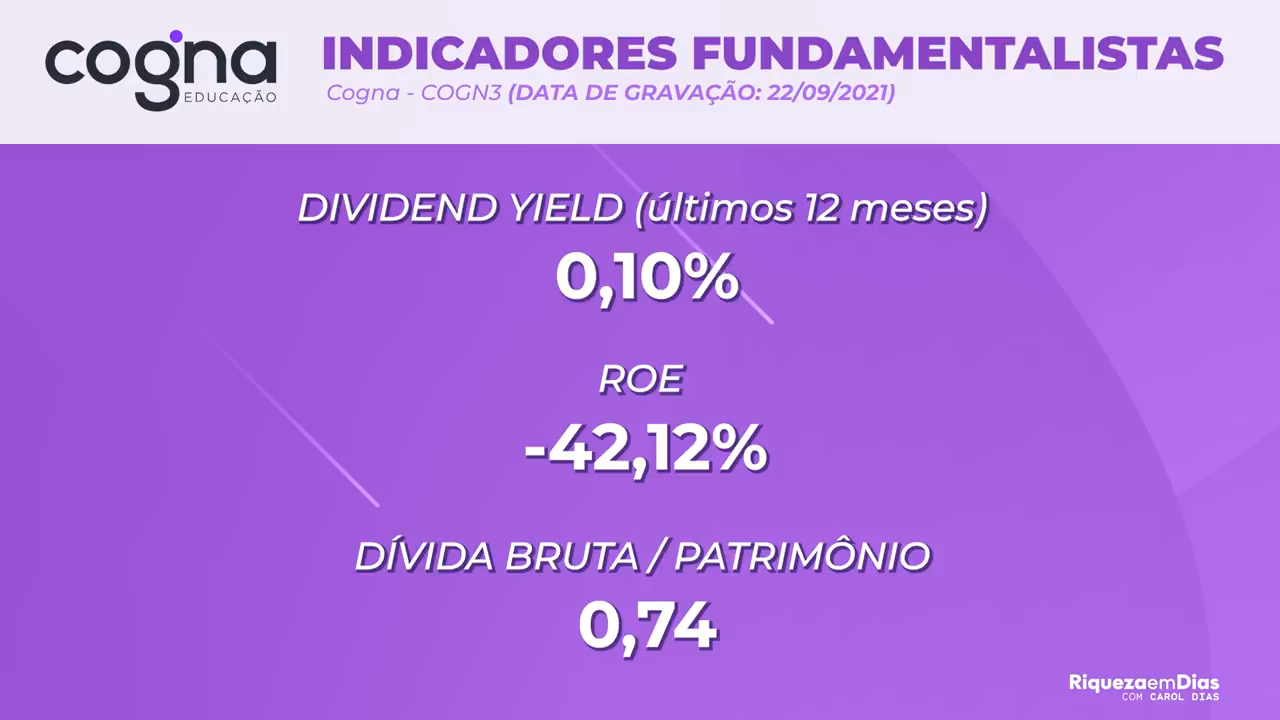 cogna
EDUCAÇÃO
INDICADORES FUNDAMENTALISTAS
Cogna - COGN3 (DATA DE GRAVAÇÃO: 22/09/2021)
DIVIDEND YIELD (últimos 12 meses)
0,10%
ROE
-42,12%
DÍVIDA BRUTA / PATRIMÔNIO
0,74
RiquezaemDias
COM CAROL DIAS